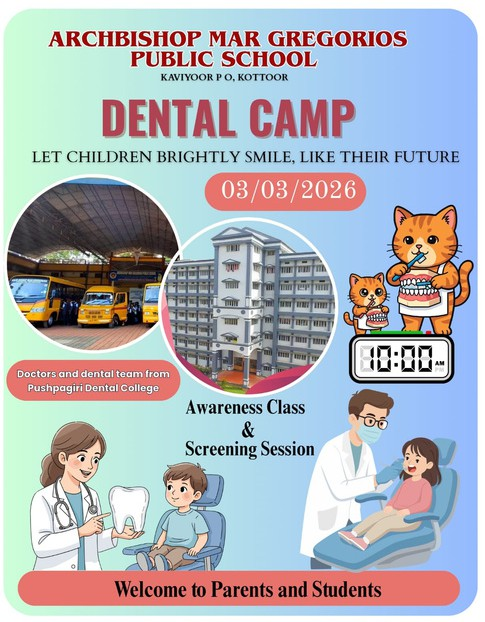 ARCHBISHOP MAR GREGORIOS
PUBLIC SCHOOL
KAVIYOOR P O, KOTTOOR
DENTAL CAMP
LET CHILDREN BRIGHTLY SMILE, LIKE THEIR FUTURE
03/03/2026
10:00 AM
PM
Doctors and dental team from
Pushpagiri Dental College
Awareness Class
&
Screening Session
Welcome to Parents and Students